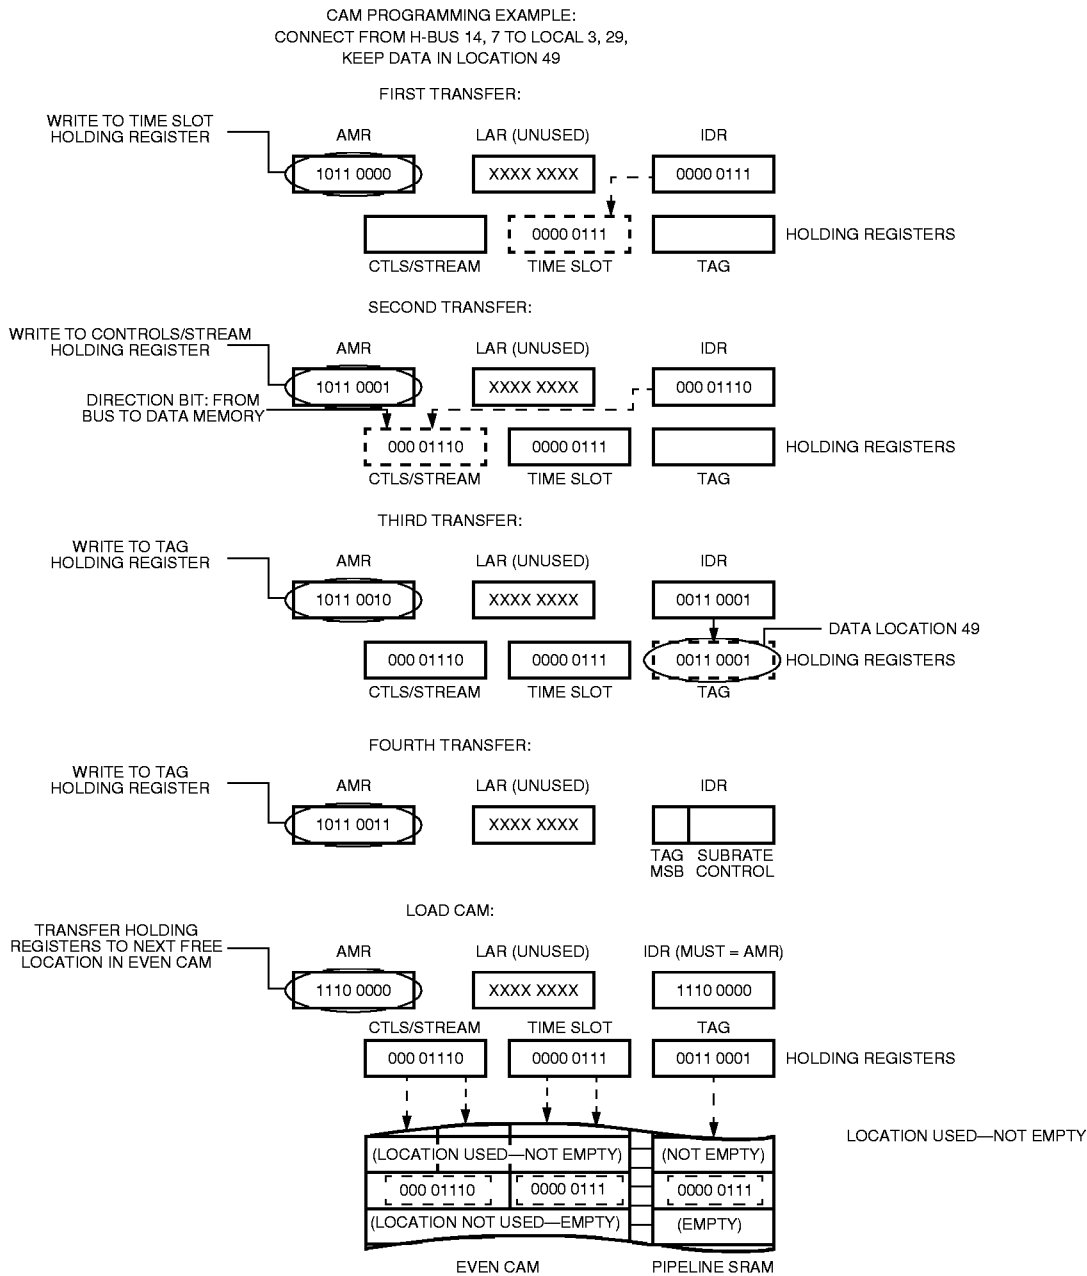 CAM PROGRAMMING EXAMPLE:
CONNECT FROM H-BUS 14, 7 TO LOCAL 3, 29,
KEEP DATA IN LOCATION 49
FIRST TRANSFER:
WRITE TO TIME SLOT
HOLDING REGISTER
AMR
LAR (UNUSED)
IDR
1011 0000
XXXX XXXX
0000 0111
0000 0111
HOLDING REGISTERS
CTLS/STREAM
TIME SLOT
TAG
SECOND TRANSFER:
WRITE TO CONTROLS/STREAM
HOLDING REGISTER
AMR
LAR (UNUSED)
IDR
1011 0001
XXXX XXXX
000 01110
DIRECTION BIT: FROM
BUS TO DATA MEMORY
000 01110
0000 0111
HOLDING REGISTERS
CTLS/STREAM
TIME SLOT
TAG
THIRD TRANSFER:
WRITE TO TAG
HOLDING REGISTER
AMR
LAR (UNUSED)
IDR
1011 0010
XXXX XXXX
0011 0001
DATA LOCATION 49
000 01110
0000 0111
0011 0001
HOLDING REGISTERS
CTLS/STREAM
TIME SLOT
TAG
FOURTH TRANSFER:
WRITE TO TAG
HOLDING REGISTER
AMR
LAR (UNUSED)
IDR
1011 0011
XXXX XXXX
TAG
MSB
SUBRATE
CONTROL
LOAD CAM:
TRANSFER HOLDING
REGISTERS TO NEXT FREE
LOCATION IN EVEN CAM
AMR
LAR (UNUSED)
IDR (MUST = AMR)
1110 0000
XXXX XXXX
1110 0000
CTLS/STREAM
TIME SLOT
TAG
000 01110
0000 0111
0011 0001
HOLDING REGISTERS
LOCATION USED—NOT EMPTY
(LOCATION USED—NOT EMPTY)
(NOT EMPTY)
000 01110
0000 0111
0000 0111
(LOCATION NOT USED—EMPTY)
(EMPTY)
EVEN CAM
PIPELINE SRAM